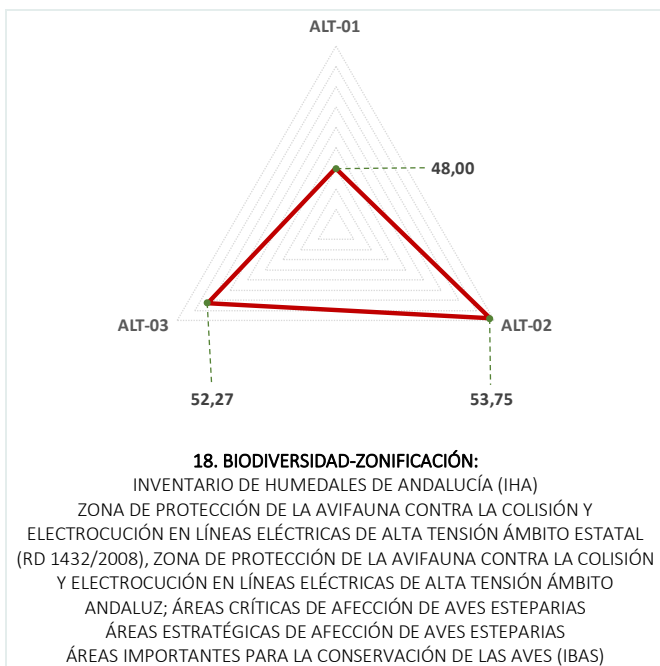 ALT-01
48,00
ALT-03
ALT-02
52,27
53,75
18. BIODIVERSIDAD-ZONIFICACIÓN:
INVENTARIO DE HUMEDALES DE ANDALUCÍA (IHA)
ZONA DE PROTECCIÓN DE LA AVIFAUNA CONTRA LA COLISIÓN Y
ELECTROCUCIÓN EN LÍNEAS ELÉCTRICAS DE ALTA TENSIÓN ÁMBITO ESTATAL
(RD 1432/2008), ZONA DE PROTECCIÓN DE LA AVIFAUNA CONTRA LA COLISIÓN
Y ELECTROCUCIÓN EN LÍNEAS ELÉCTRICAS DE ALTA TENSIÓN ÁMBITO
ANDALUZ; ÁREAS CRÍTICAS DE AFECCIÓN DE AVES ESTEPARIAS
ÁREAS ESTRATÉGICAS DE AFECCIÓN DE AVES ESTEPARIAS
ÁREAS IMPORTANTES PARA LA CONSERVACIÓN DE LAS AVES (IBAS)